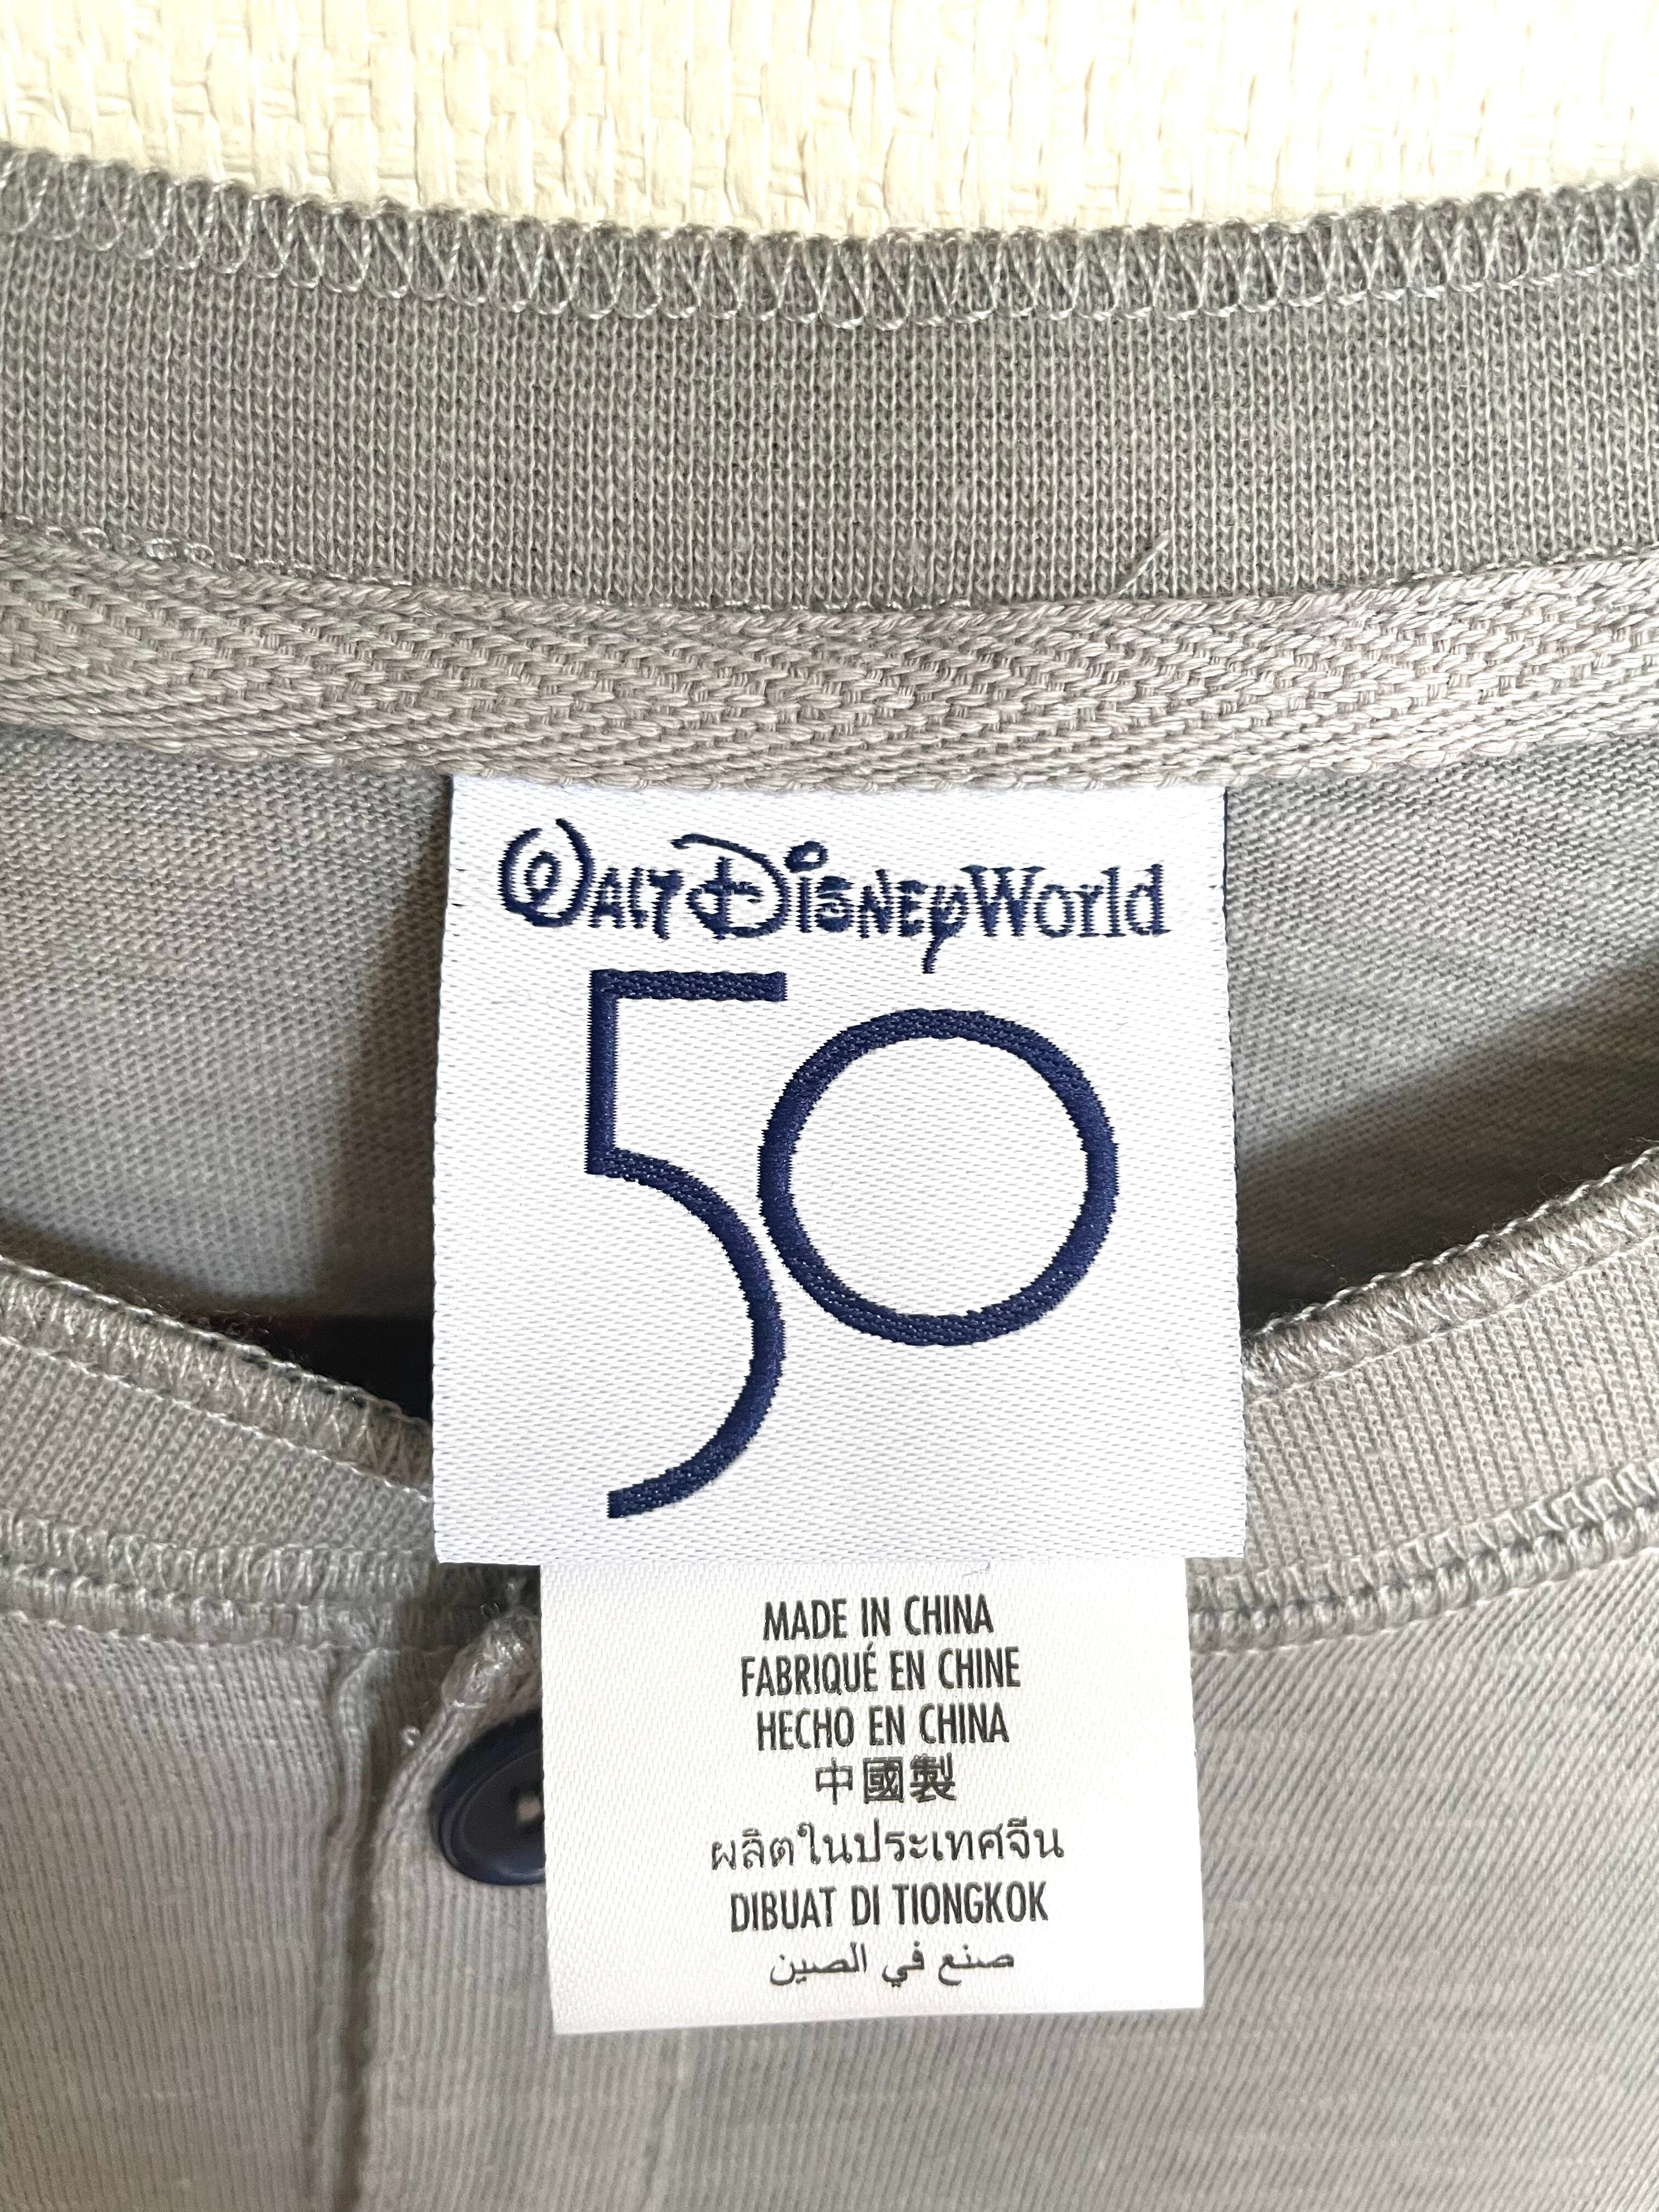 WALT DISNEY World
50
MADE IN CHINA
FABRIQUÉ EN CHINE
HECHO EN CHINA
中國製
ผลิตในประเทศจีน
DIBUAT DI TIONGKOK
صنع في الصين